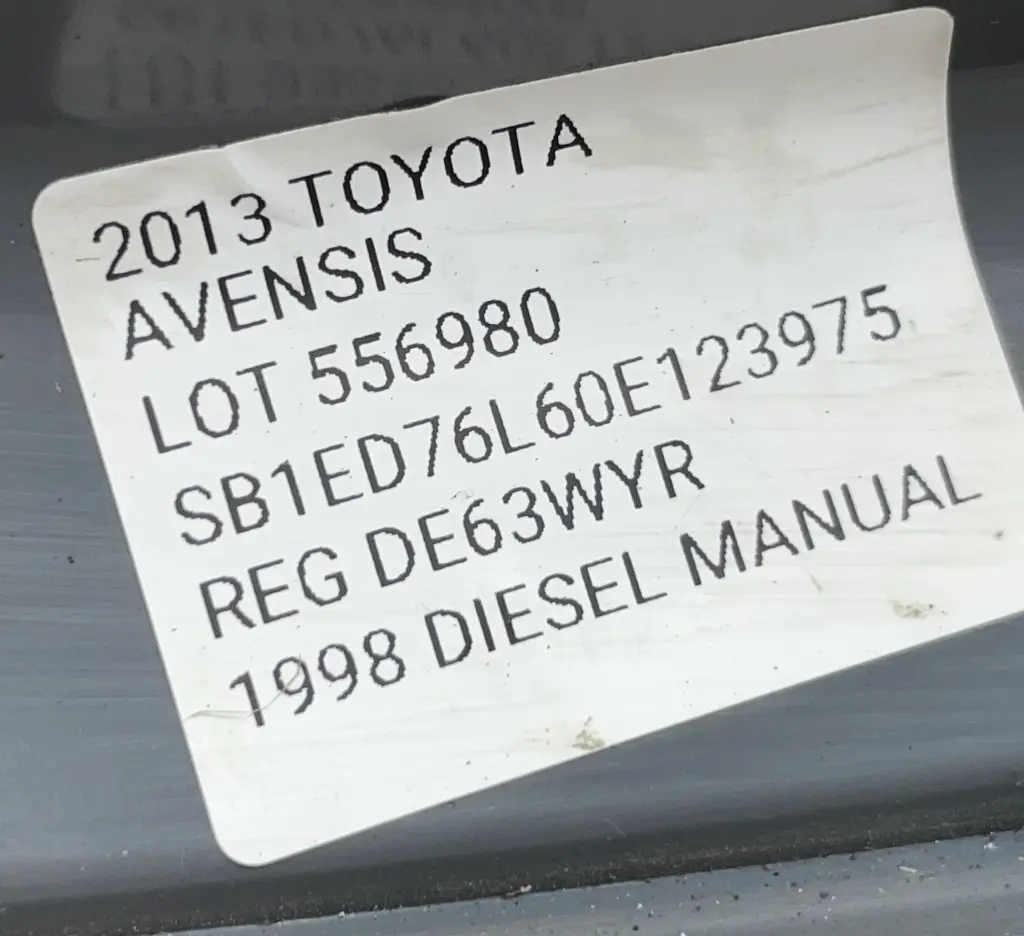 2013 TOYOTA
AVENSIS
LOT 556980
SB1ED76L60E123975
REG DE63WYR
1998 DIESEL MANUAL